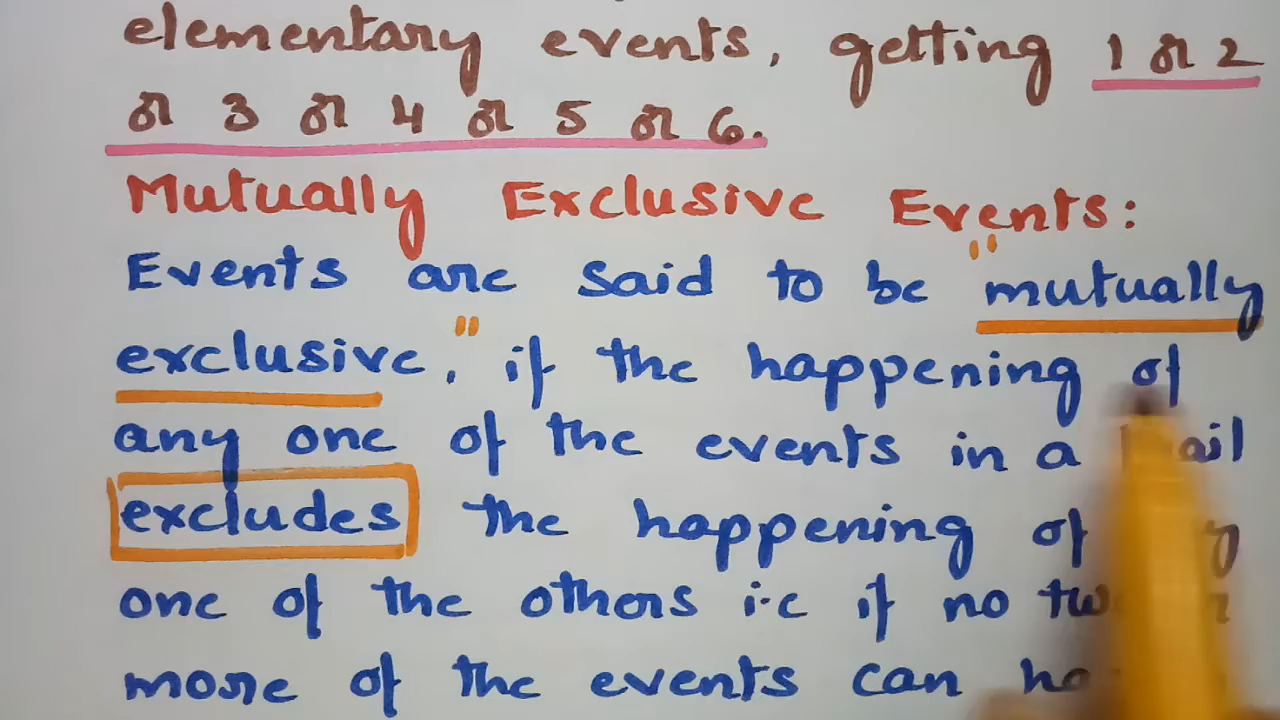 elementary events, getting 1 or 2
or 3 or 4 or 5 or 6.
Mutually Exclusive Events:
Events are said to be "mutually
exclusive," if the happening of
any one of the events in a
excludes the happening of
one of the others i.e if no
more of the events can